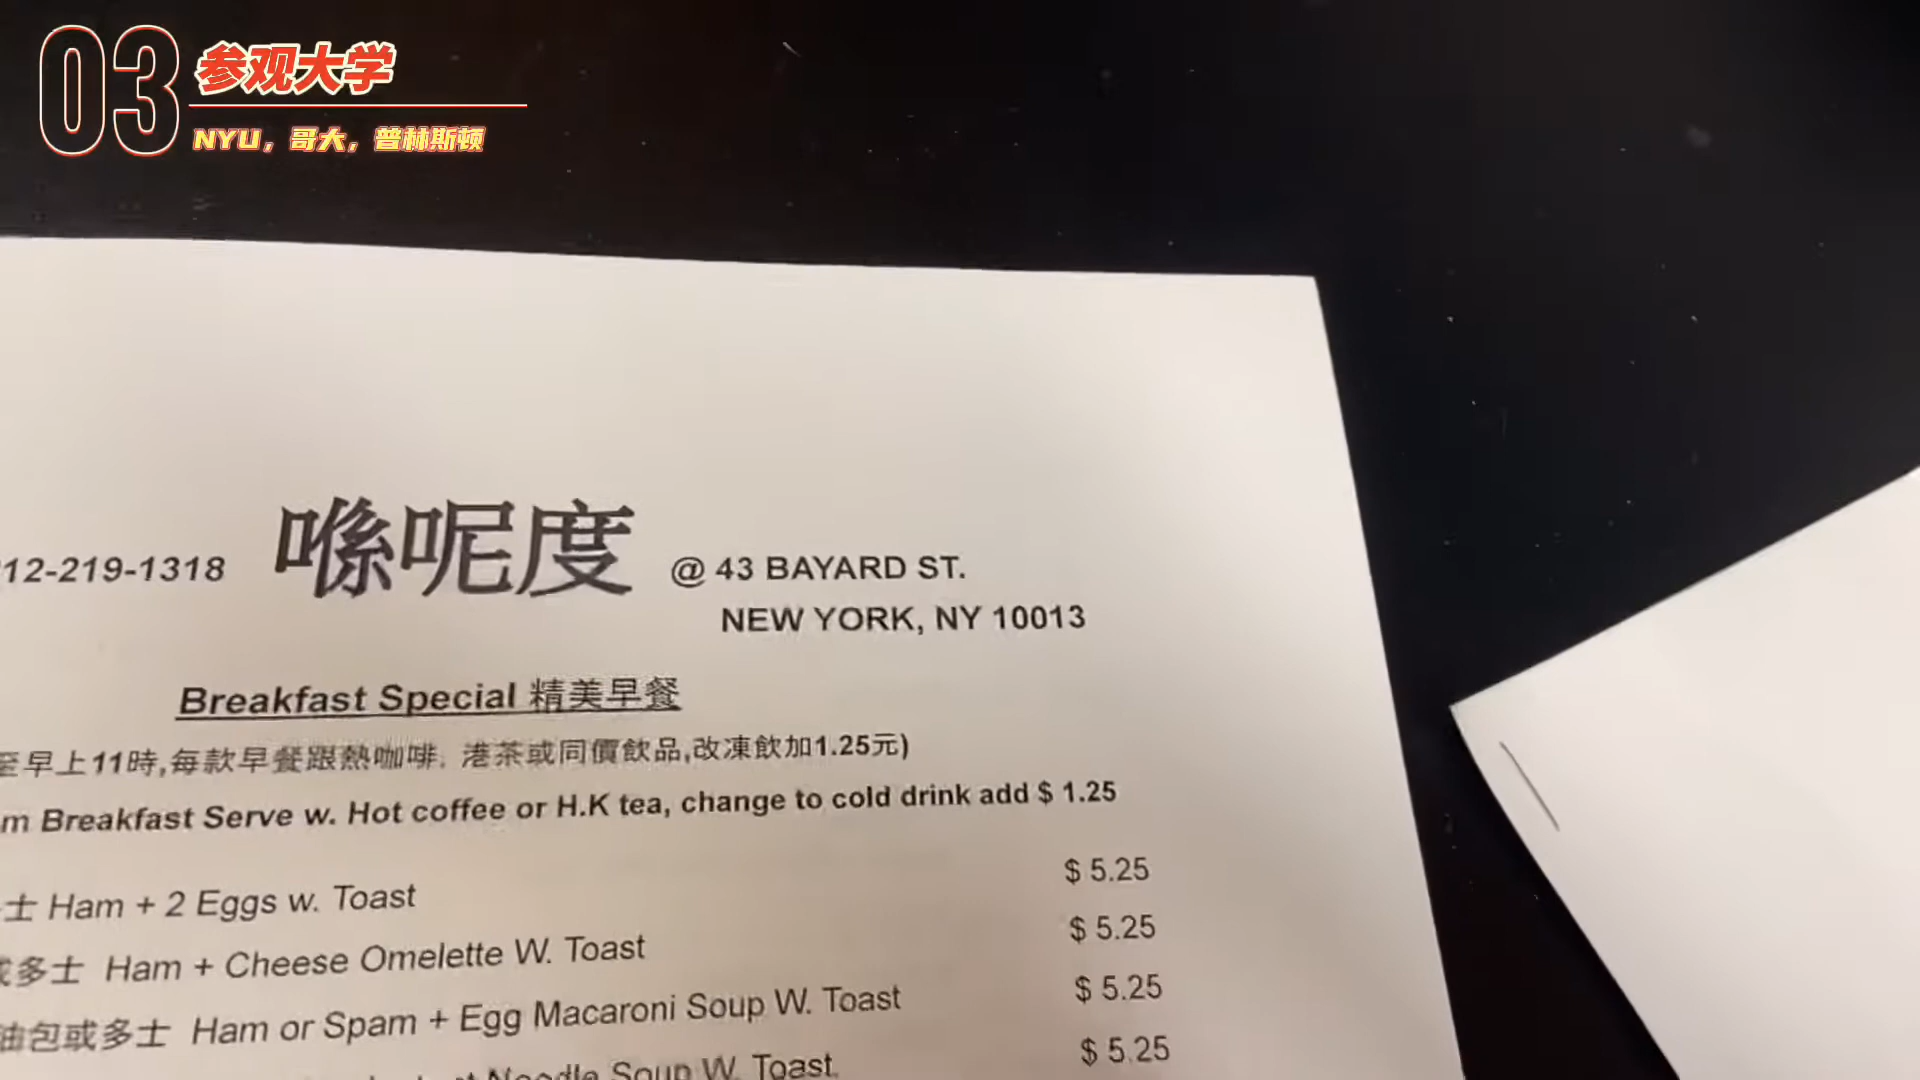 03
参观大学
NYU，哥大，普林斯顿
12-219-1318
喺呢度
@ 43 BAYARD ST.
NEW YORK, NY 10013
Breakfast Special 精美早餐
至早上11時,每款早餐跟熱咖啡, 港茶或同價飲品,改凍飲加1.25元)
m Breakfast Serve w. Hot coffee or H.K tea, change to cold drink add $ 1.25
士 Ham + 2 Eggs w. Toast $ 5.25
或多士 Ham + Cheese Omelette W. Toast $ 5.25
油包或多士 Ham or Spam + Egg Macaroni Soup W. Toast $ 5.25
Noodle Soup W. Toast $ 5.25